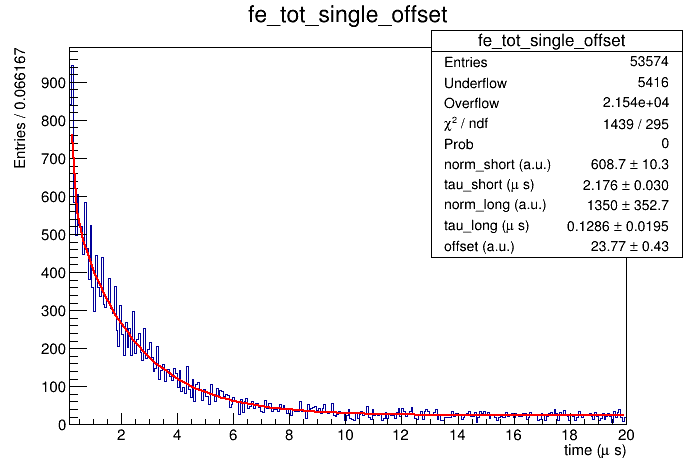 fe_tot_single_offset
fe_tot_single_offset
Entries 53574
Underflow 5416
Overflow 2.154e+04
χ² / ndf 1439 / 295
Prob 0
norm_short (a.u.) 608.7 ± 10.3
tau_short (μ s) 2.176 ± 0.030
norm_long (a.u.) 1350 ± 352.7
tau_long (μ s) 0.1286 ± 0.0195
offset (a.u.) 23.77 ± 0.43
Entries / 0.066167
900
800
700
600
500
400
300
200
100
0
2 4 6 8 10 12 14 16 18 20
time (μ s)